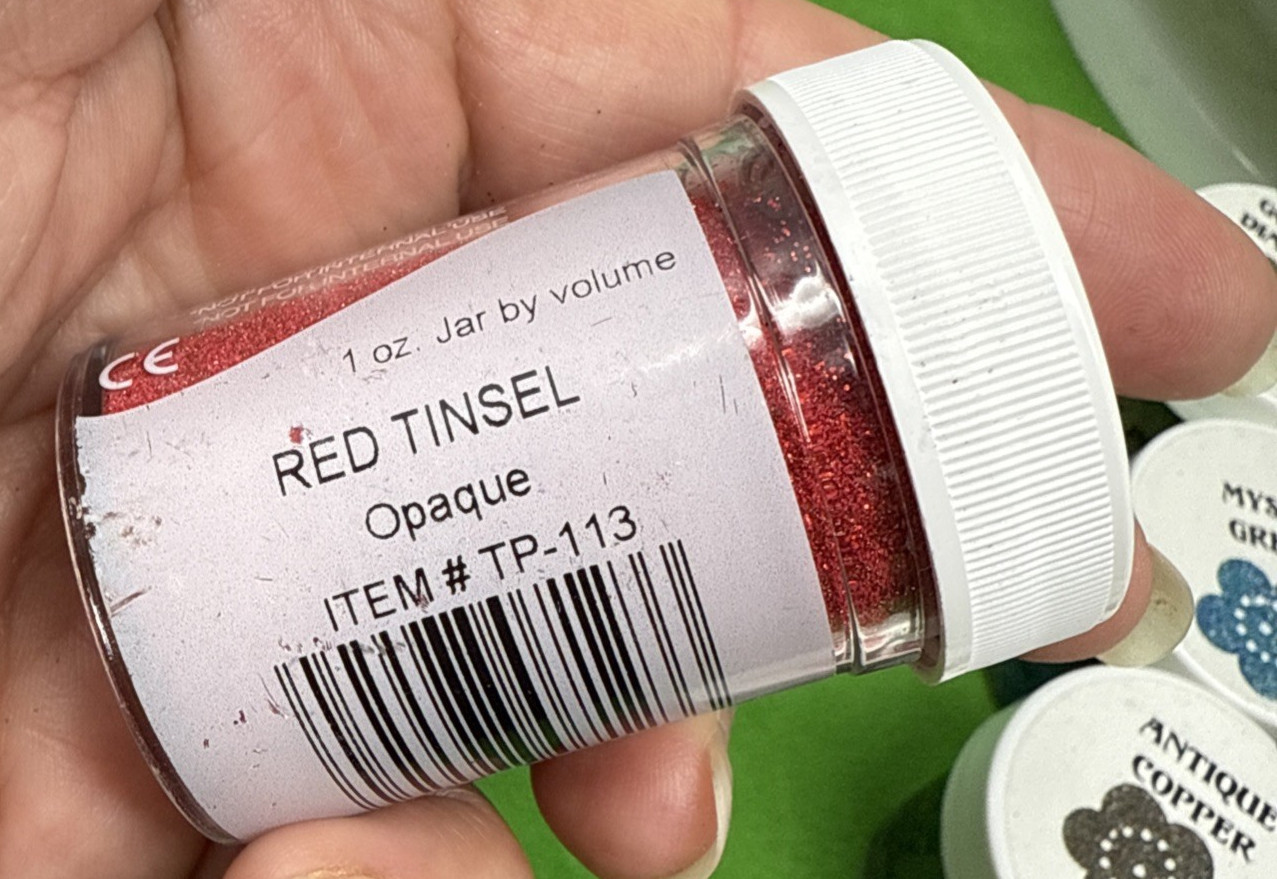 NOT FOR INTERNAL USE
NOT FOR INTERNAL USE
CE
1 oz. Jar by volume
RED TINSEL
Opaque
ITEM # TP-113
ANTIQUE
COPPER